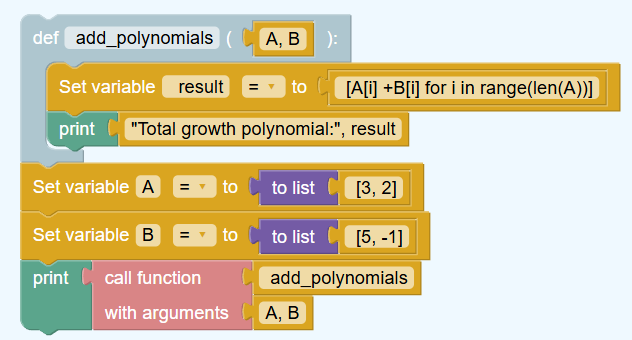 def add_polynomials ( A, B ):
Set variable result = to [A[i] +B[i] for i in range(len(A))]
print "Total growth polynomial:", result
Set variable A = to to list [3, 2]
Set variable B = to to list [5, -1]
print call function add_polynomials
with arguments A, B